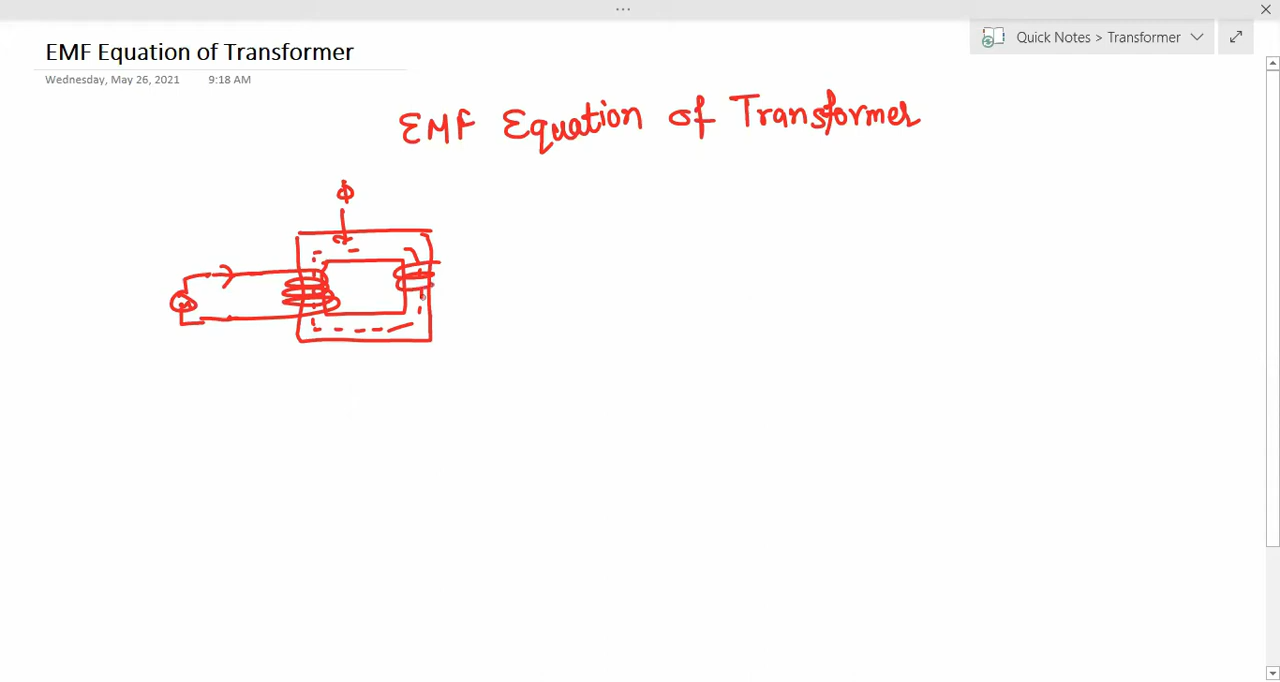 ...
EMF Equation of Transformer
Quick Notes > Transformer
Wednesday, May 26, 2021 9:18 AM
EMF Equation of Transformer
Φ